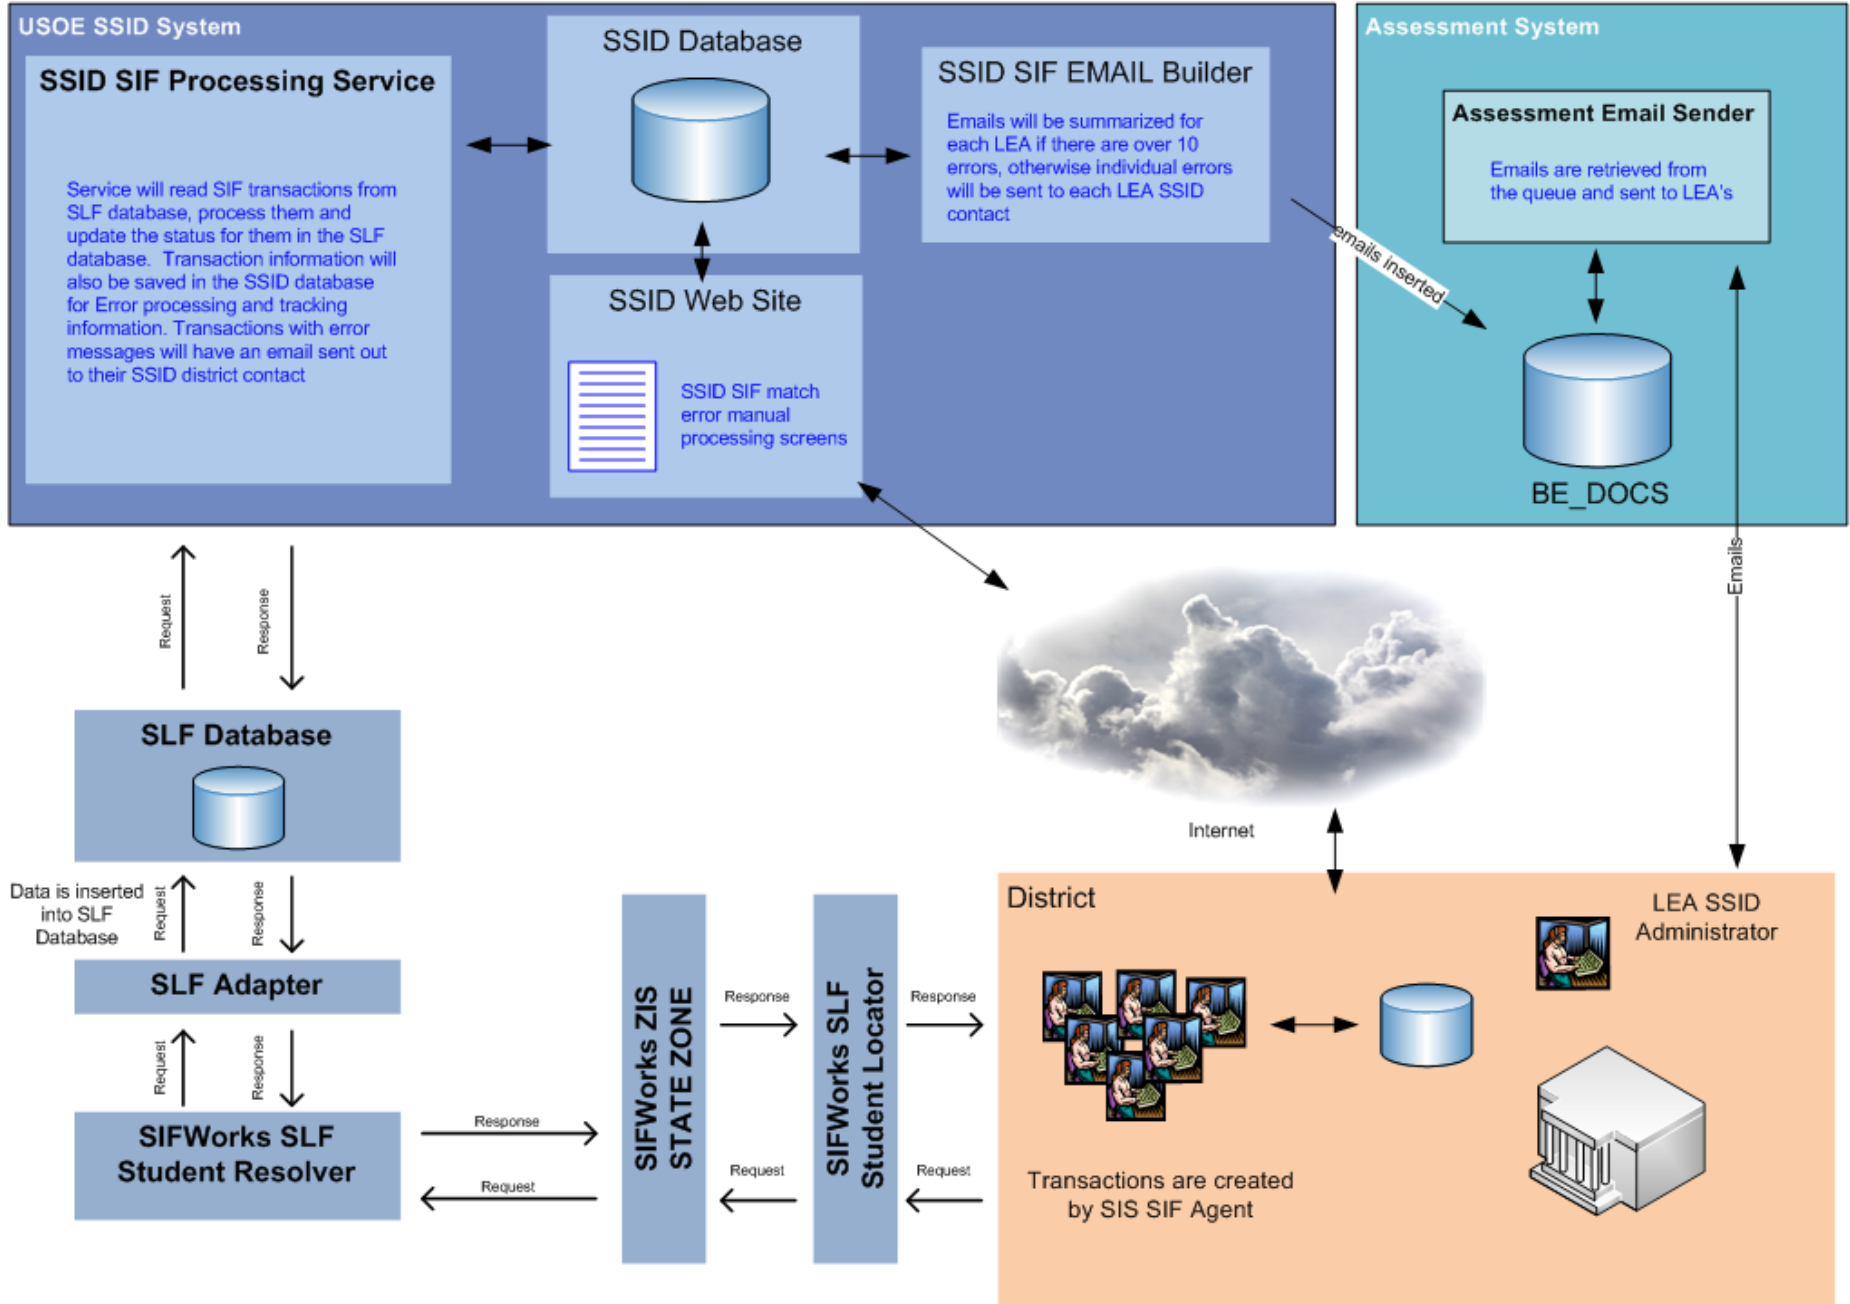 USOE SSID System
SSID SIF Processing Service
Service will read SIF transactions from
SLF database, process them and
update the status for them in the SLF
database. Transaction information will
also be saved in the SSID database
for Error processing and tracking
information. Transactions with error
messages will have an email sent out
to their SSID district contact
SSID Database
SSID SIF EMAIL Builder
Emails will be summarized for
each LEA if there are over 10
errors, otherwise individual errors
will be sent to each LEA SSID
contact
SSID Web Site
SSID SIF match
error manual
processing screens
emails inserted
Assessment System
Assessment Email Sender
Emails are retrieved from
the queue and sent to LEA's
BE_DOCS
Emails
Request
Response
SLF Database
Data is inserted
into SLF
Database
Request
Response
SLF Adapter
Request
Response
SIFWorks SLF
Student Resolver
Response
Request
SIFWorks ZIS
STATE ZONE
Response
Request
SIFWorks SLF
Student Locator
Response
Request
Internet
District
LEA SSID
Administrator
Transactions are created
by SIS SIF Agent